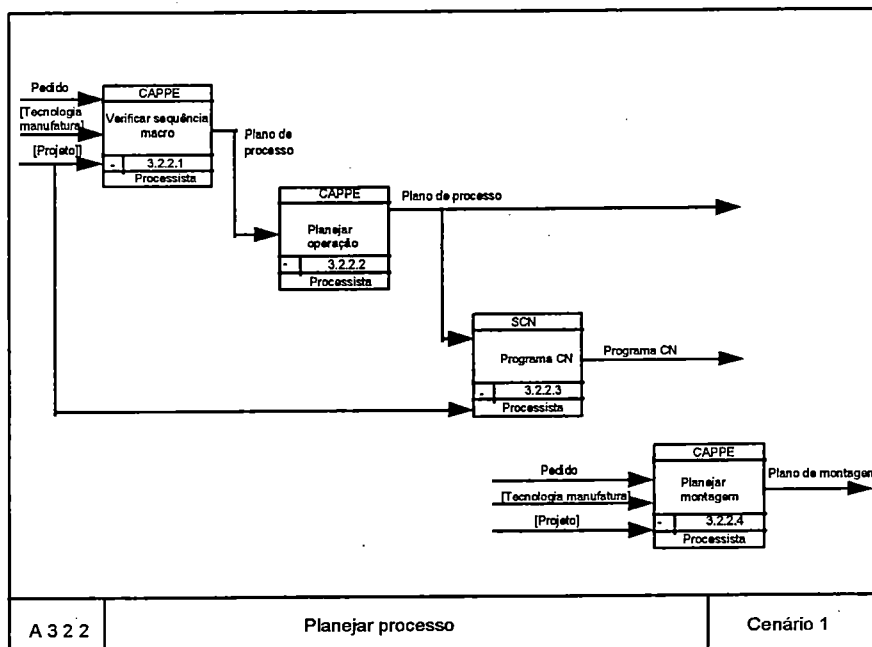 Pedido
[Tecnologia
manufatura]
[Projeto]]
CAPPE
Verificar sequência
macro
- 3.2.2.1
Processista
Plano de
processo
CAPPE
Planejar
operação
- 3.2.2.2
Processista
Plano de processo
SCN
Programa CN
- 3.2.2.3
Processista
Programa CN
Pedido
[Tecnologia manufatura]
[Projeto]
CAPPE
Planejar
montagem
- 3.2.2.4
Processista
Plano de montagem
A 3 2 2
Planejar processo
Cenário 1